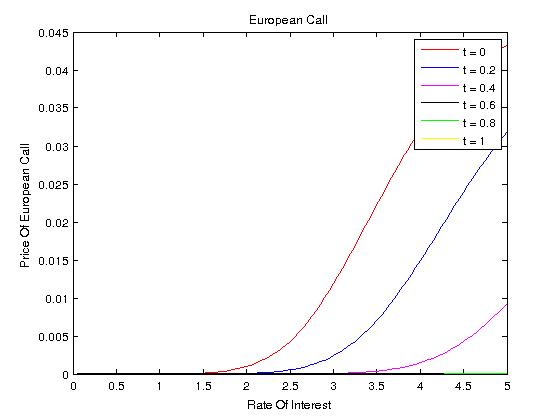 European Call
0.045
0.04
0.035
0.03
0.025
0.02
0.015
0.01
0.005
0
Price Of European Call
t = 0
t = 0.2
t = 0.4
t = 0.6
t = 0.8
t = 1
0 0.5 1 1.5 2 2.5 3 3.5 4 4.5 5
Rate Of Interest